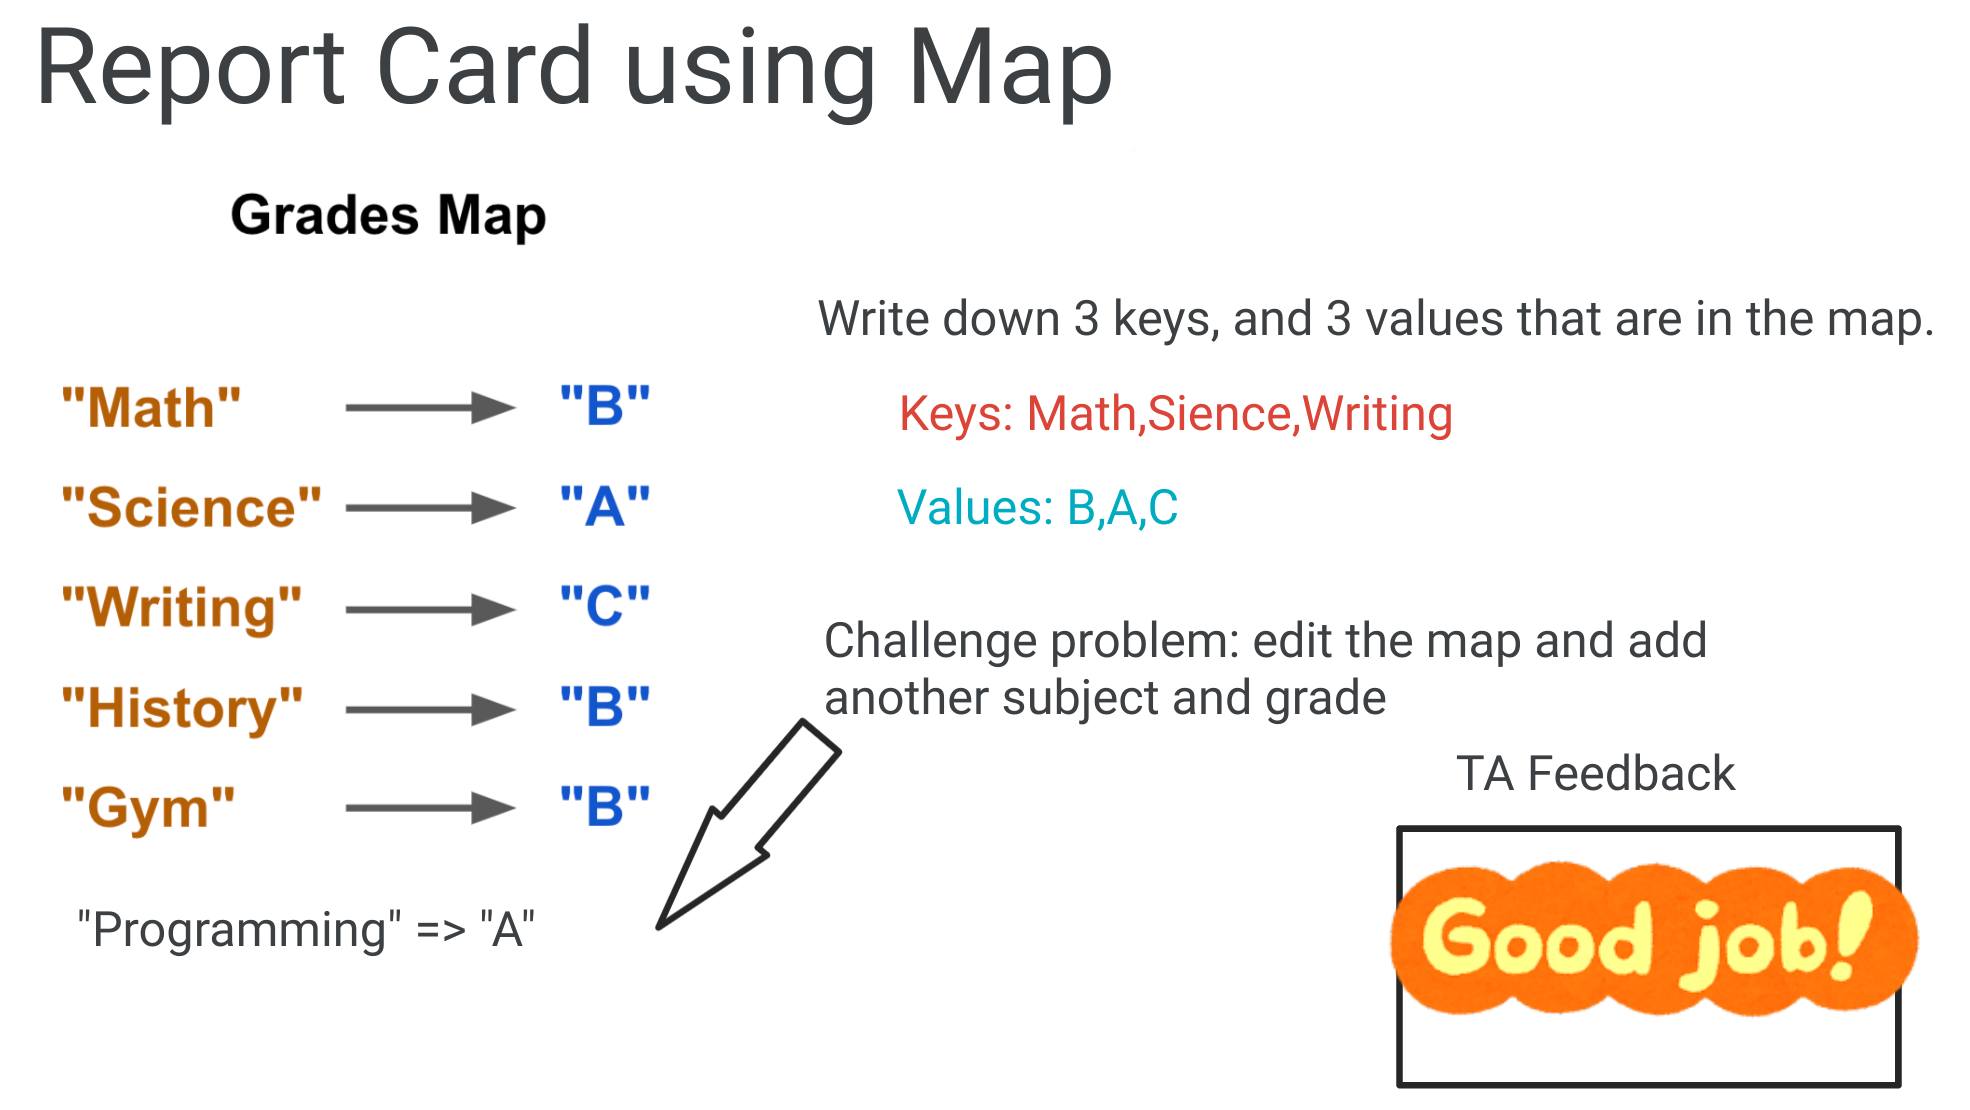 Report Card using Map
Grades Map
"Math" "B"
"Science" "A"
"Writing" "C"
"History" "B"
"Gym" "B"
"Programming" => "A"
Write down 3 keys, and 3 values that are in the map.
Keys: Math,Sience,Writing
Values: B,A,C
Challenge problem: edit the map and add
another subject and grade
TA Feedback
Good job!